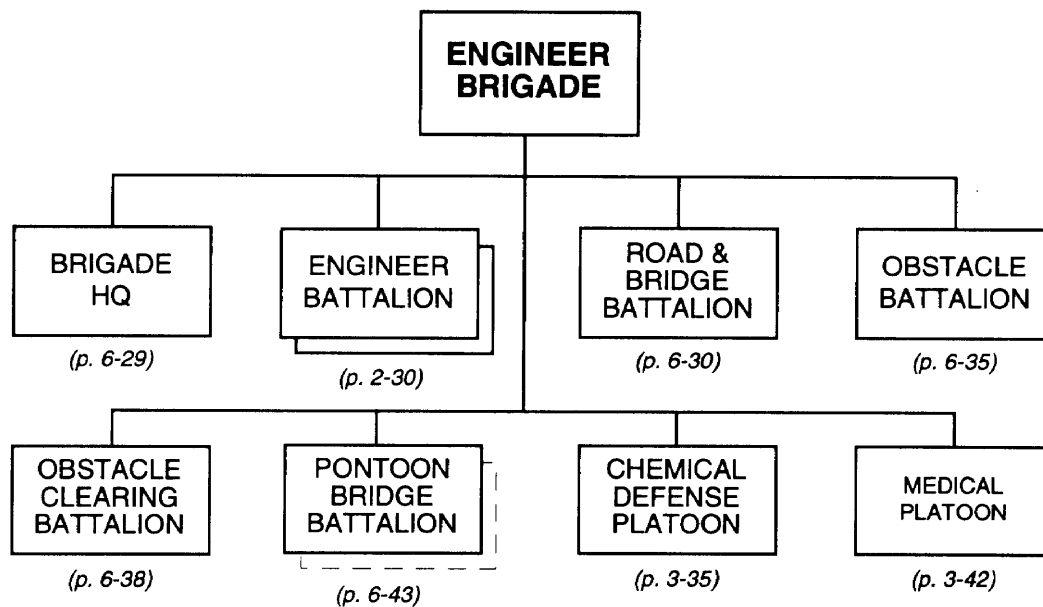 ENGINEER
BRIGADE
BRIGADE
HQ
(p. 6-29)
ENGINEER
BATTALION
(p. 2-30)
ROAD &
BRIDGE
BATTALION
(p. 6-30)
OBSTACLE
BATTALION
(p. 6-35)
OBSTACLE
CLEARING
BATTALION
(p. 6-38)
PONTOON
BRIDGE
BATTALION
(p. 6-43)
CHEMICAL
DEFENSE
PLATOON
(p. 3-35)
MEDICAL
PLATOON
(p. 3-42)